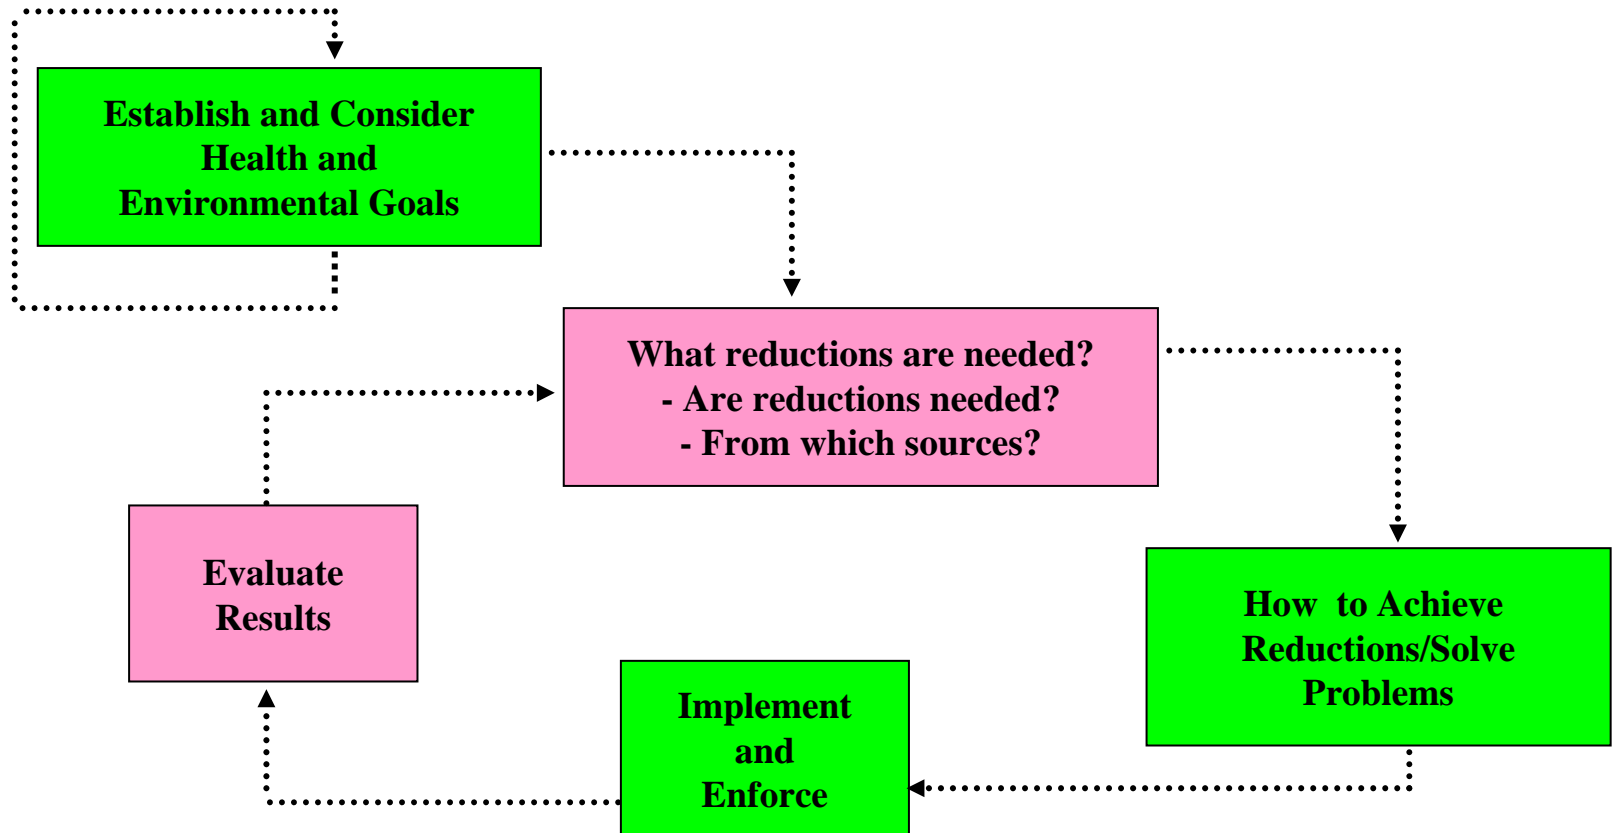 Establish and Consider
Health and
Environmental Goals
What reductions are needed?
- Are reductions needed?
- From which sources?
Evaluate
Results
How  to Achieve
Reductions/Solve
Problems
Implement
and
Enforce